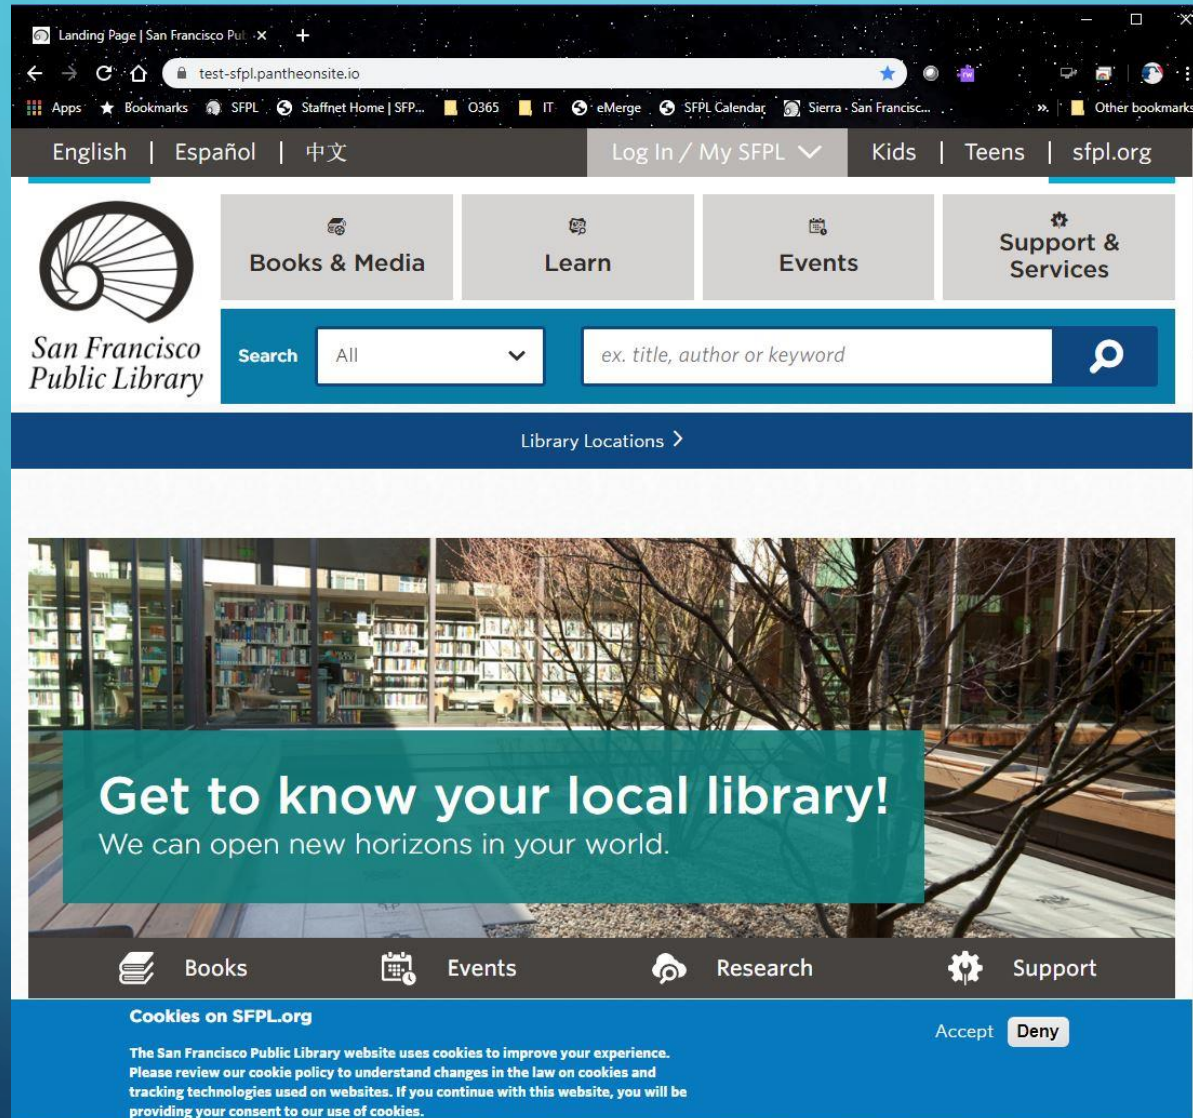 Landing Page | San Francisco Pu
test-sfpl.pantheonsite.io
Apps Bookmarks SFPL Staffnet Home | SFP... O365 IT eMerge SFPL Calendar Sierra - San Francisc... » Other bookmarks
English | Español | 中文 Log In / My SFPL Kids | Teens | sfpl.org
Books & Media
Learn
Events
Support &
Services
San Francisco
Public Library
Search All ex. title, author or keyword
Library Locations >
Get to know your local library!
We can open new horizons in your world.
Books Events Research Support
Cookies on SFPL.org
Accept Deny
The San Francisco Public Library website uses cookies to improve your experience.
Please review our cookie policy to understand changes in the law on cookies and
tracking technologies used on websites. If you continue with this website, you will be
providing your consent to our use of cookies.